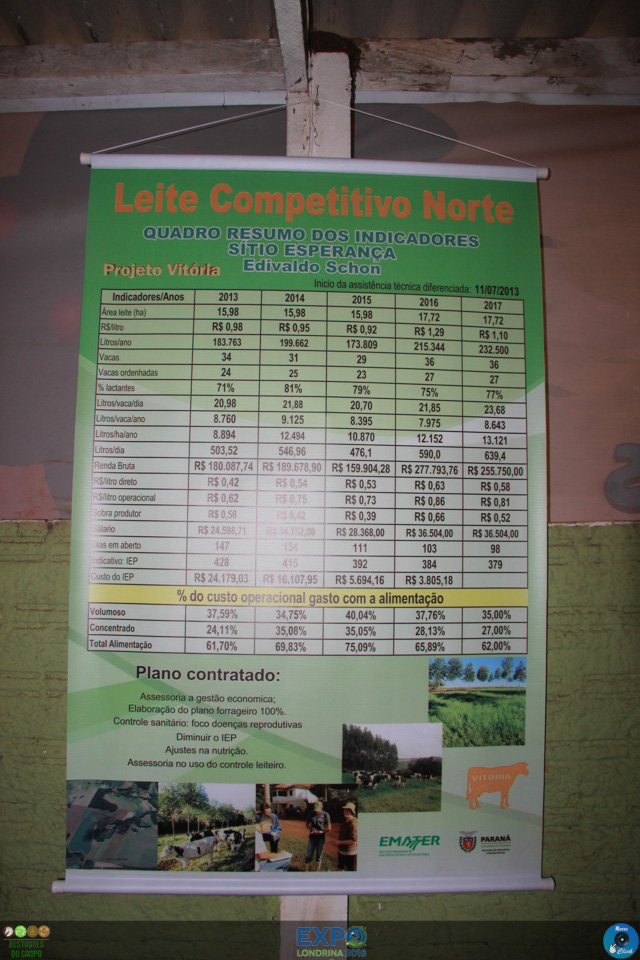 Leite Competitivo Norte
QUADRO RESUMO DOS INDICADORES
SÍTIO ESPERANÇA
Projeto Vitória Edivaldo Schon
Início da assistência técnica diferenciada: 11/07/2013
Indicadores/Anos 2013 2014 2015 2016 2017
Área leite (ha) 15,98 15,98 15,98 17,72 17,72
R$/litro R$ 0,98 R$ 0,95 R$ 0,92 R$ 1,29 R$ 1,10
Litros/ano 183.763 199.662 173.809 215.344 232.500
Vacas 34 31 29 36 36
Vacas ordenhadas 24 25 23 27 27
% lactantes 71% 81% 79% 75% 77%
Litros/vaca/dia 20,98 21,88 20,70 21,85 23,68
Litros/vaca/ano 8.760 9.125 8.395 7.975 8.643
Litros/ha/ano 8.894 12.494 10.870 12.152 13.121
Litros/dia 503,52 546,96 476,1 590,0 639,4
Renda Bruta R$ 180.087,74 R$ 189.678,90 R$ 159.904,28 R$ 277.793,76 R$ 255.750,00
R$/litro direto R$ 0,42 R$ 0,54 R$ 0,53 R$ 0,63 R$ 0,58
R$/litro operacional R$ 0,62 R$ 0,75 R$ 0,73 R$ 0,86 R$ 0,81
Sobra produtor R$ 0,56 R$ 0,42 R$ 0,39 R$ 0,66 R$ 0,52
Salário R$ 24.598,71 R$ 28.368,00 R$ 36.504,00 R$ 36.504,00
Dias em aberto 147 134 111 103 98
Indicativo: IEP 428 415 392 384 379
Custo do IEP R$ 24.179,03 R$ 16.107,95 R$ 5.694,16 R$ 3.805,18
% do custo operacional gasto com a alimentação
Volumoso 37,59% 34,75% 40,04% 37,76% 35,00%
Concentrado 24,11% 35,08% 35,05% 28,13% 27,00%
Total Alimentação 61,70% 69,83% 75,09% 65,89% 62,00%
Plano contratado:
Assessoria a gestão economica;
Elaboração do plano forrageiro 100%.
Controle sanitário: foco doenças reprodutivas
Diminuir o IEP
Ajustes na nutrição.
Assessoria no uso do controle leiteiro.
VITÓRIA
EMATER
PARANÁ
DESTAQUES
DO CAMPO
EXPO
LONDRINA 2018
Click